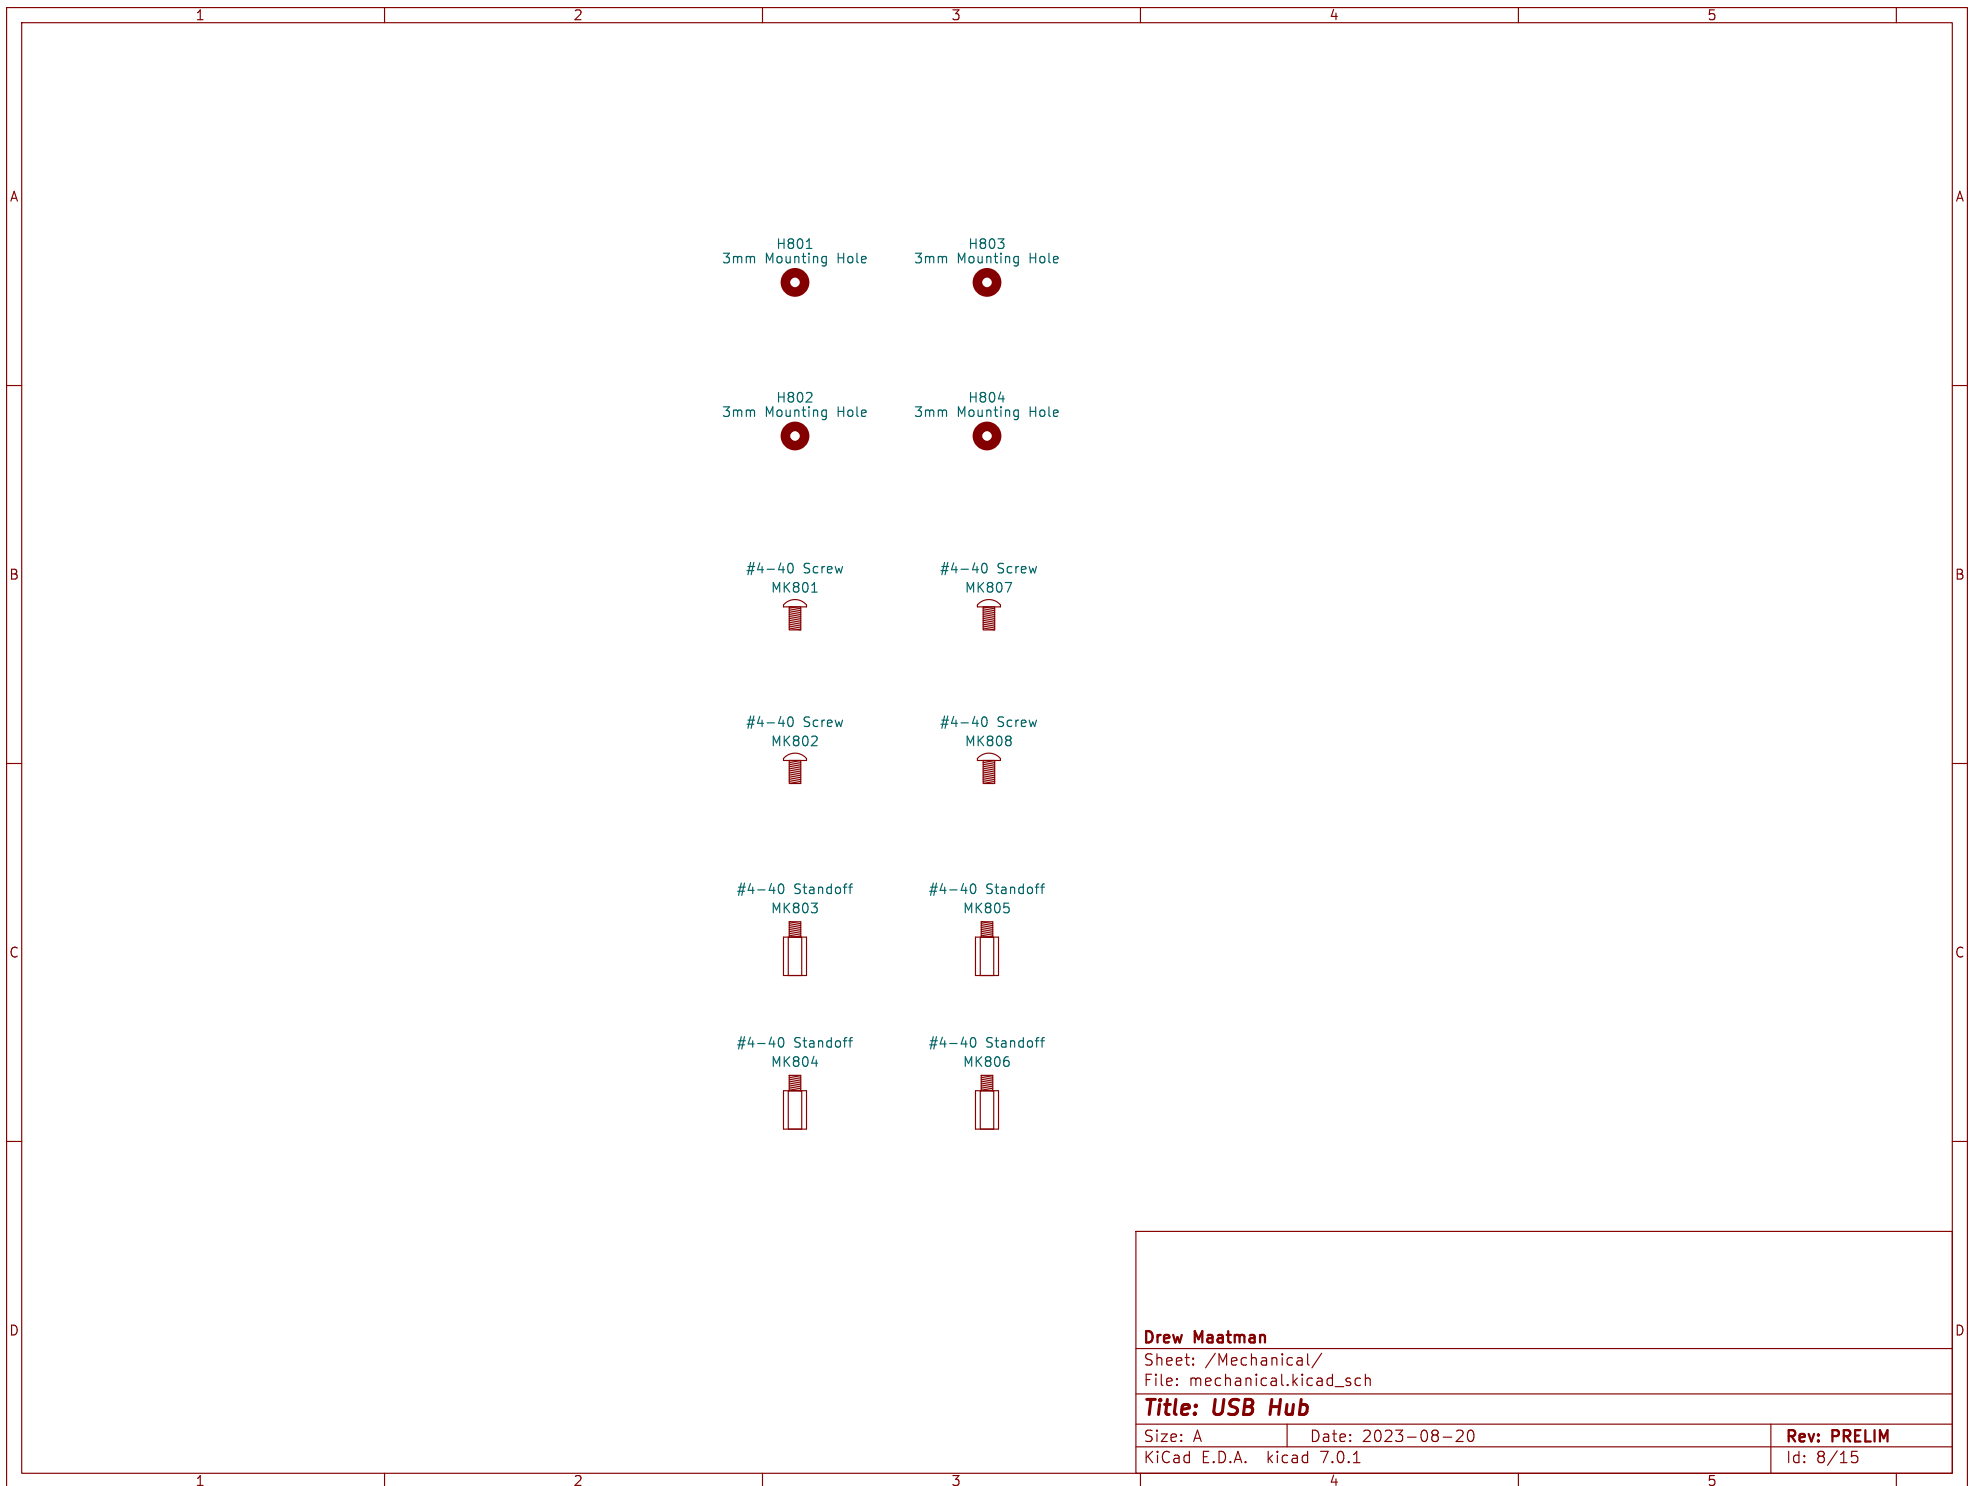 1 2 3 4 5
A A
H801 H803
3mm Mounting Hole 3mm Mounting Hole
H802 H804
3mm Mounting Hole 3mm Mounting Hole
#4-40 Screw #4-40 Screw
B B
MK801 MK807
#4-40 Screw #4-40 Screw
MK802 MK808
#4-40 Standoff #4-40 Standoff
MK803 MK805
C C
#4-40 Standoff #4-40 Standoff
MK804 MK806
D D
Drew Maatman
Sheet: /Mechanical/
File: mechanical.kicad_sch
Title: USB Hub
Size: A Date: 2023-08-20 Rev: PRELIM
KiCad E.D.A. kicad 7.0.1 Id: 8/15
1 2 3 4 5